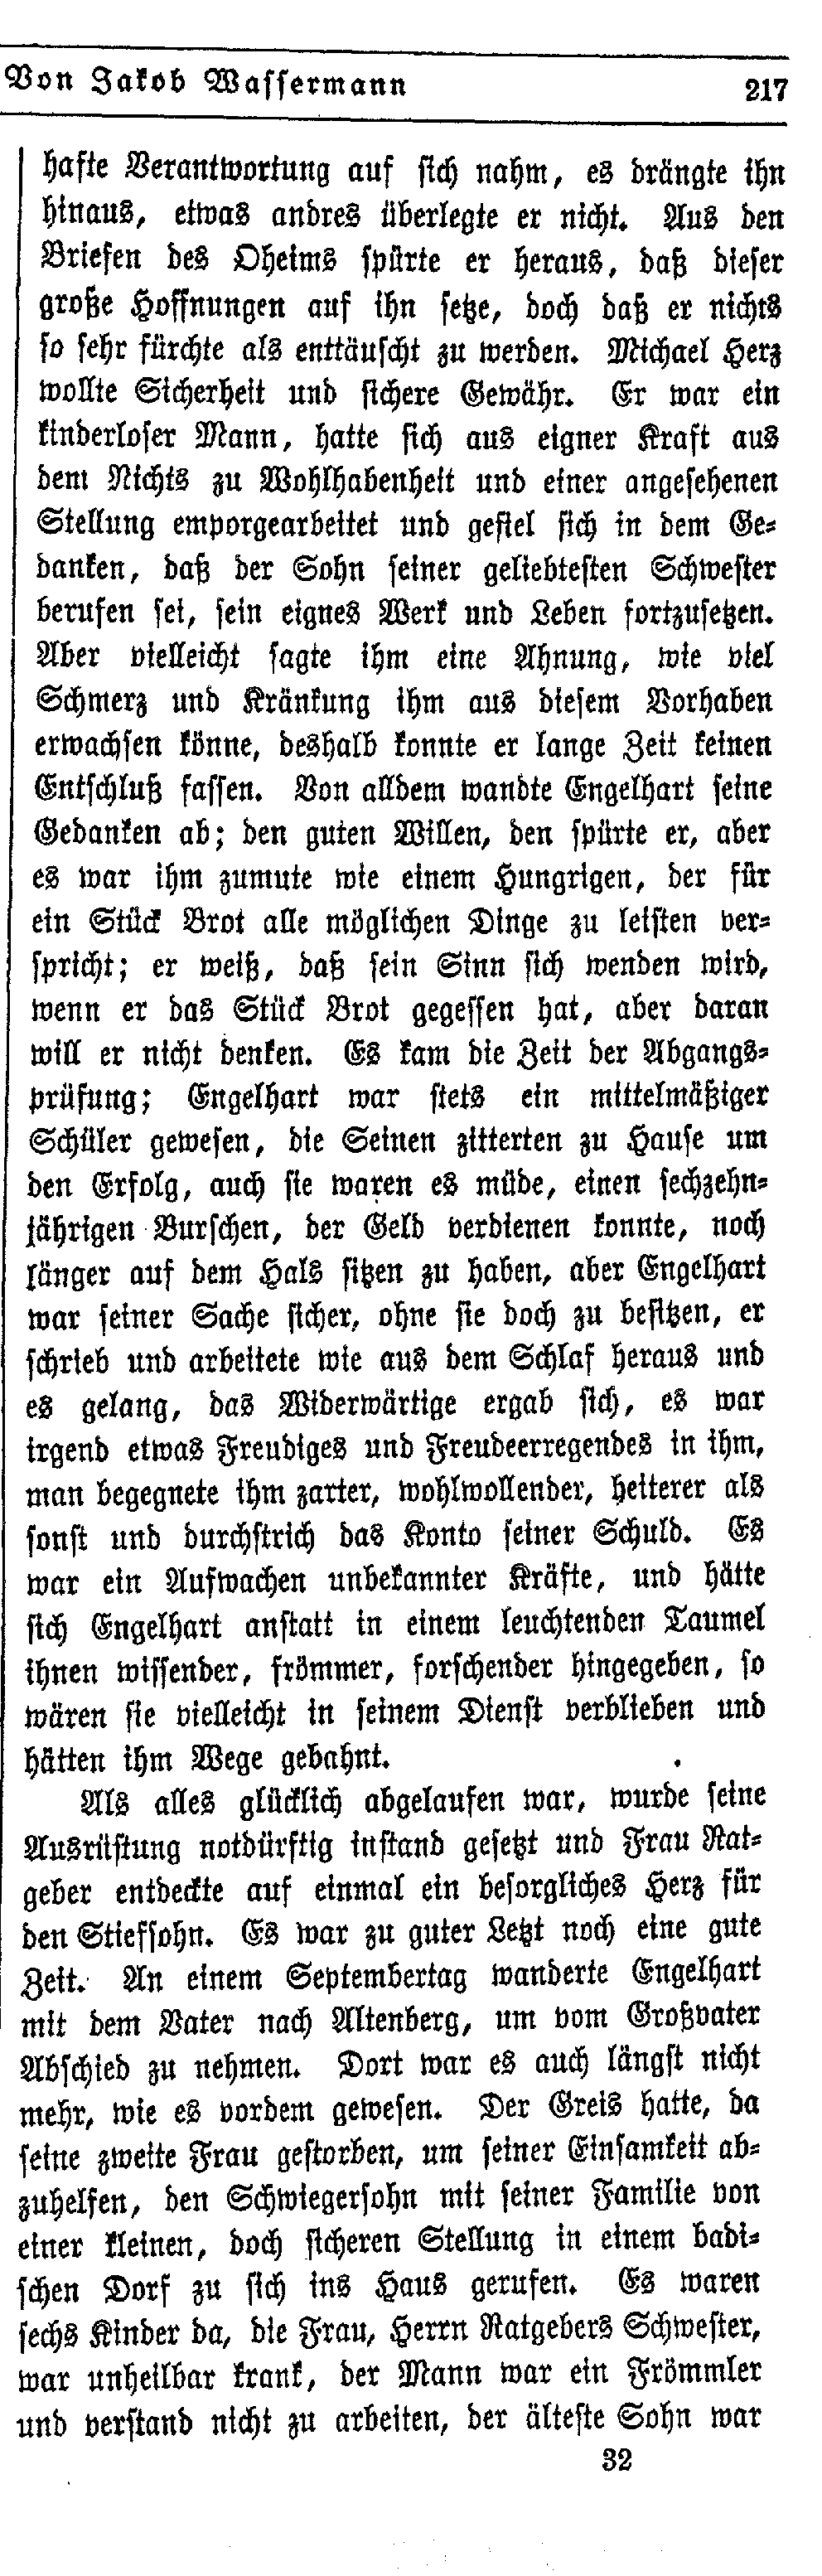 Von Jakob Wassermann 217
hafte Verantwortung auf sich nahm, es drängte ihn
hinaus, etwas andres überlegte er nicht. Aus den
Briefen des Oheims spürte er heraus, daß dieser
große Hoffnungen auf ihn setze, doch daß er nichts
so sehr fürchte als enttäuscht zu werden. Michael Herz
wollte Sicherheit und sichere Gewähr. Er war ein
kinderloser Mann, hatte sich aus eigner Kraft aus
dem Nichts zu Wohlhabenheit und einer angesehenen
Stellung emporgearbeitet und gefiel sich in dem Ge-
danken, daß der Sohn seiner geliebtesten Schwester
berufen sei, sein eignes Werk und Leben fortzusetzen.
Aber vielleicht sagte ihm eine Ahnung, wie viel
Schmerz und Kränkung ihm aus diesem Vorhaben
erwachsen könne, deshalb konnte er lange Zeit keinen
Entschluß fassen. Von alldem wandte Engelhart seine
Gedanken ab; den guten Willen, den spürte er, aber
es war ihm zumute wie einem Hungrigen, der für
ein Stück Brot alle möglichen Dinge zu leisten ver-
spricht; er weiß, daß sein Sinn sich wenden wird,
wenn er das Stück Brot gegessen hat, aber daran
will er nicht denken. Es kam die Zeit der Abgangs-
prüfung; Engelhart war stets ein mittelmäßiger
Schüler gewesen, die Seinen zitterten zu Hause um
den Erfolg, auch sie waren es müde, einen sechzehn-
jährigen Burschen, der Geld verdienen konnte, noch
länger auf dem Hals sitzen zu haben, aber Engelhart
war seiner Sache sicher, ohne sie doch zu besitzen, er
schrieb und arbeitete wie aus dem Schlaf heraus und
es gelang, das Widerwärtige ergab sich, es war
irgend etwas Freudiges und Freudeerregendes in ihm,
man begegnete ihm zarter, wohlwollender, heiterer als
sonst und durchstrich das Konto seiner Schuld. Es
war ein Aufwachen unbekannter Kräfte, und hätte
sich Engelhart anstatt in einem leuchtenden Taumel
ihnen wissender, frömmer, forschender hingegeben, so
wären sie vielleicht in seinem Dienst verblieben und
hätten ihm Wege gebahnt.
Als alles glücklich abgelaufen war, wurde seine
Ausrüstung notdürftig instand gesetzt und Frau Rat-
geber entdeckte auf einmal ein besorgliches Herz für
den Stiefsohn. Es war zu guter Letzt noch eine gute
Zeit. An einem Septembertag wanderte Engelhart
mit dem Vater nach Altenberg, um vom Großvater
Abschied zu nehmen. Dort war es auch längst nicht
mehr, wie es vordem gewesen. Der Greis hatte, da
seine zweite Frau gestorben, um seiner Einsamkeit ab-
zuhelfen, den Schwiegersohn mit seiner Familie von
einer kleinen, doch sicheren Stellung in einem badi-
schen Dorf zu sich ins Haus gerufen. Es waren
sechs Kinder da, die Frau, Herrn Ratgebers Schwester,
war unheilbar krank, der Mann war ein Frömmler
und verstand nicht zu arbeiten, der älteste Sohn war
32